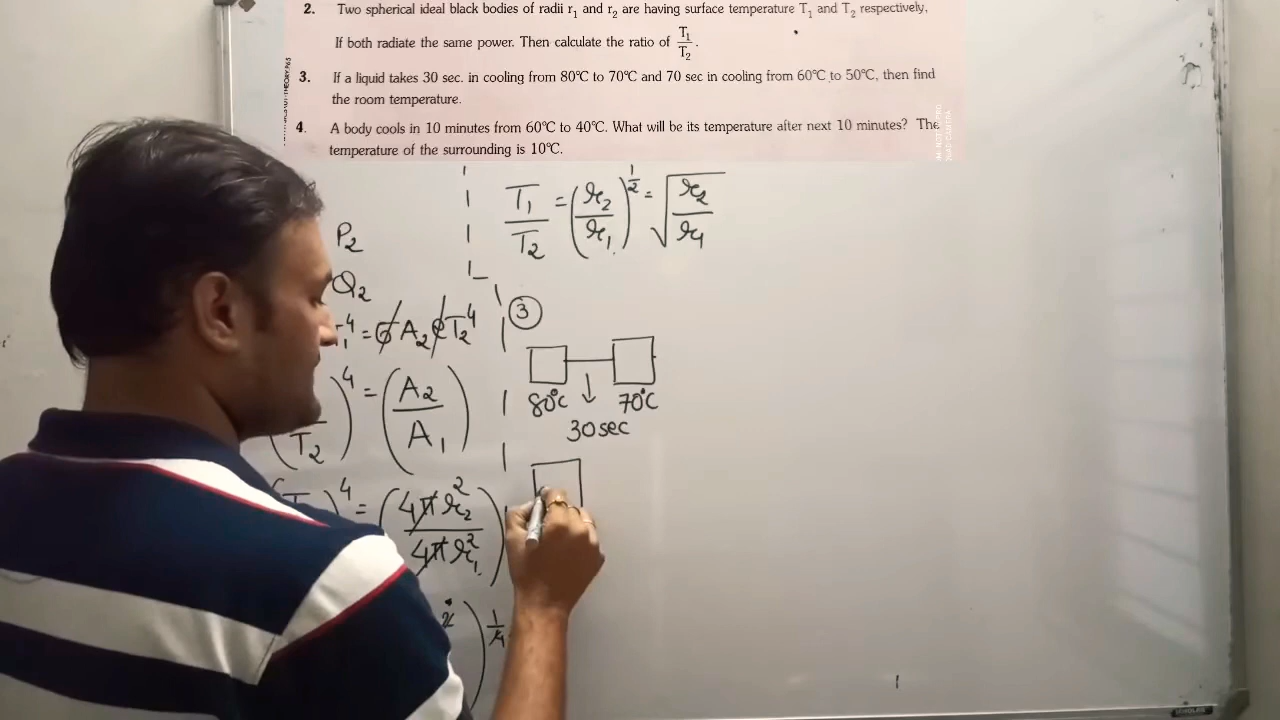 2. Two spherical ideal black bodies of radii r₁ and r₂ are having surface temperature T₁ and T₂ respectively,
If both radiate the same power. Then calculate the ratio of T₁/T₂.
3. If a liquid takes 30 sec. in cooling from 80°C to 70°C and 70 sec in cooling from 60°C to 50°C, then find
the room temperature.
4. A body cools in 10 minutes from 60°C to 40°C. What will be its temperature after next 10 minutes? The
temperature of the surrounding is 10°C.
T₁/T₂ = (r₂/r₁)^1/2 = √(r₂/r₁)
P₂
Q₂
₁⁴ = σA₂eT₂⁴
T₂)⁴ = (A₂/A₁)
)⁴ = (4πr₂²/4πr₁²)
)^1/4
③
80°C 70°C
30sec